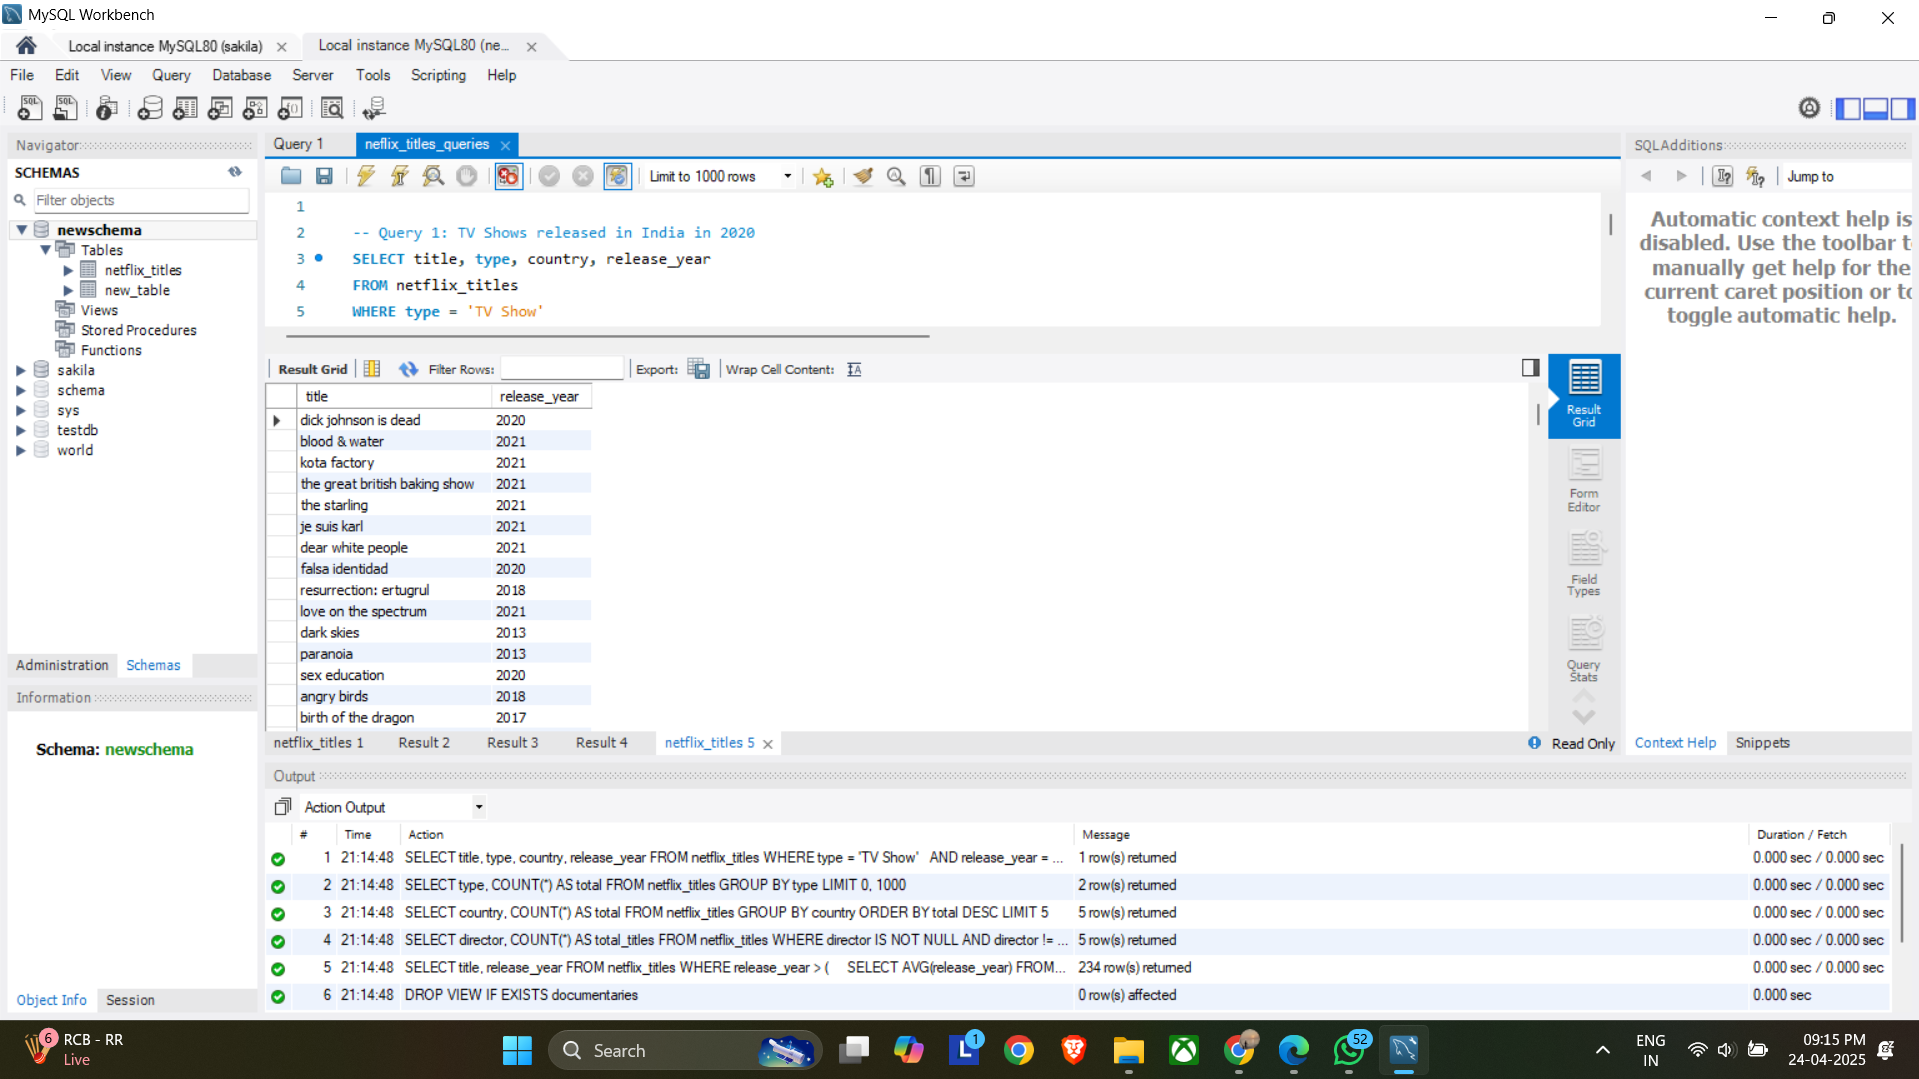 MySQL Workbench
Local instance MySQL80 (sakila)
Local instance MySQL80 (ne...
File Edit View Query Database Server Tools Scripting Help
Navigator
SCHEMAS
Filter objects
newschema
Tables
netflix_titles
new_table
Views
Stored Procedures
Functions
sakila
schema
sys
testdb
world
Administration Schemas
Information
Schema: newschema
Object Info Session
Query 1 neflix_titles_queries
Limit to 1000 rows
1
2 -- Query 1: TV Shows released in India in 2020
3 SELECT title, type, country, release_year
4 FROM netflix_titles
5 WHERE type = 'TV Show'
Result Grid Filter Rows: Export: Wrap Cell Content:
title release_year
dick johnson is dead 2020
blood & water 2021
kota factory 2021
the great british baking show 2021
the starling 2021
je suis karl 2021
dear white people 2021
falsa identidad 2020
resurrection: ertugrul 2018
love on the spectrum 2021
dark skies 2013
paranoia 2013
sex education 2020
angry birds 2018
birth of the dragon 2017
Result Grid
Form Editor
Field Types
Query Stats
netflix_titles 1 Result 2 Result 3 Result 4 netflix_titles 5 Read Only
SQLAdditions
Jump to
Automatic context help is
disabled. Use the toolbar t
manually get help for the
current caret position or to
toggle automatic help.
Context Help Snippets
Output
Action Output
# Time Action Message Duration / Fetch
1 21:14:48 SELECT title, type, country, release_year FROM netflix_titles WHERE type = 'TV Show' AND release_year = ... 1 row(s) returned 0.000 sec / 0.000 sec
2 21:14:48 SELECT type, COUNT(*) AS total FROM netflix_titles GROUP BY type LIMIT 0, 1000 2 row(s) returned 0.000 sec / 0.000 sec
3 21:14:48 SELECT country, COUNT(*) AS total FROM netflix_titles GROUP BY country ORDER BY total DESC LIMIT 5 5 row(s) returned 0.000 sec / 0.000 sec
4 21:14:48 SELECT director, COUNT(*) AS total_titles FROM netflix_titles WHERE director IS NOT NULL AND director != ... 5 row(s) returned 0.000 sec / 0.000 sec
5 21:14:48 SELECT title, release_year FROM netflix_titles WHERE release_year > ( SELECT AVG(release_year) FROM... 234 row(s) returned 0.000 sec / 0.000 sec
6 21:14:48 DROP VIEW IF EXISTS documentaries 0 row(s) affected 0.000 sec
6 RCB - RR
Live
Search
1
52
ENG
IN
09:15 PM
24-04-2025